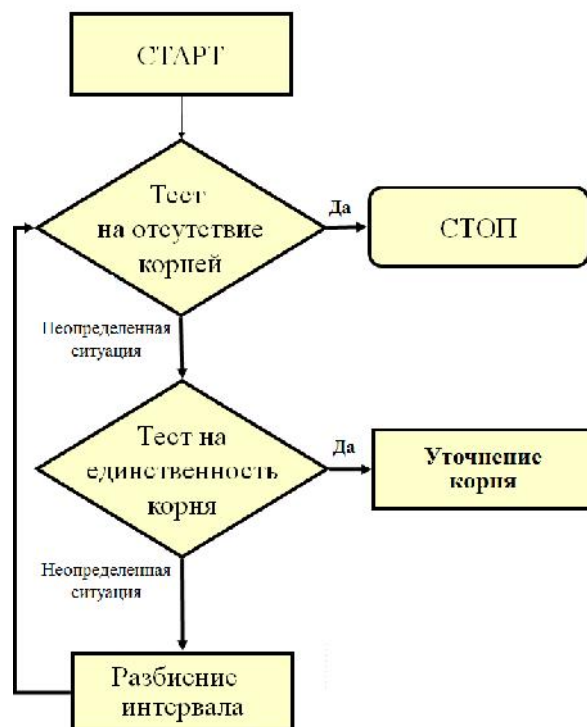 СТАРТ
Тест
на отсутствие
корней
Да
СТОП
Неопределенная
ситуация
Тест на
единственность
корня
Да
Уточнение
корня
Неопределенная
ситуация
Разбиение
интервала